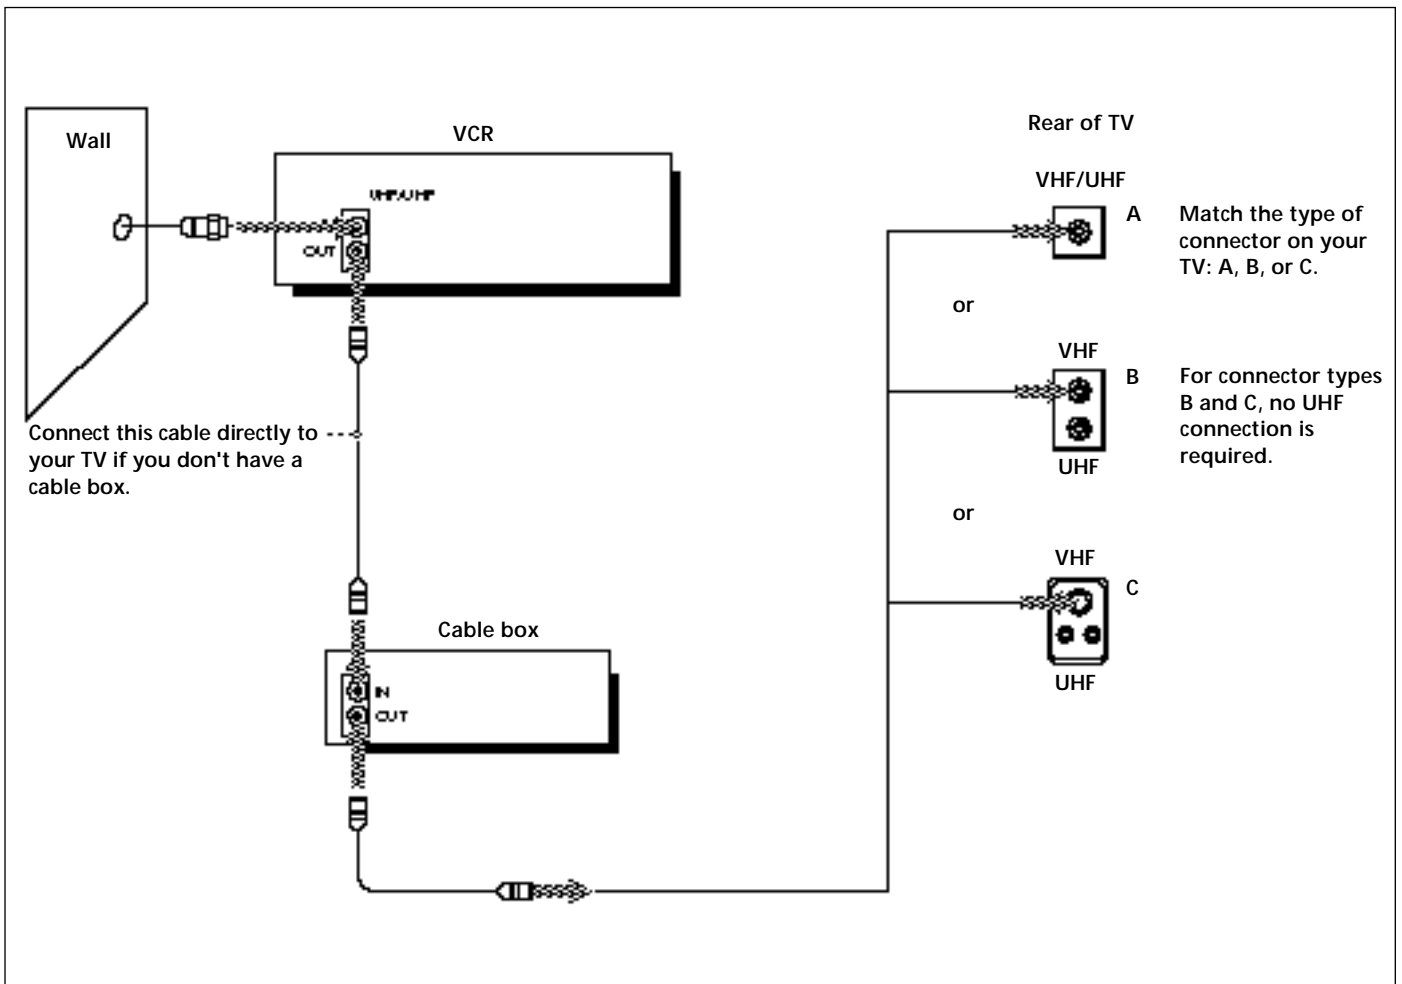 Wall
VCR
VHF/UHF
OUT
Connect this cable directly to
your TV if you don't have a
cable box.
Cable box
IN
OUT
Rear of TV
VHF/UHF
A
Match the type of
connector on your
TV: A, B, or C.
or
VHF
B
For connector types
B and C, no UHF
connection is
required.
UHF
or
VHF
C
UHF